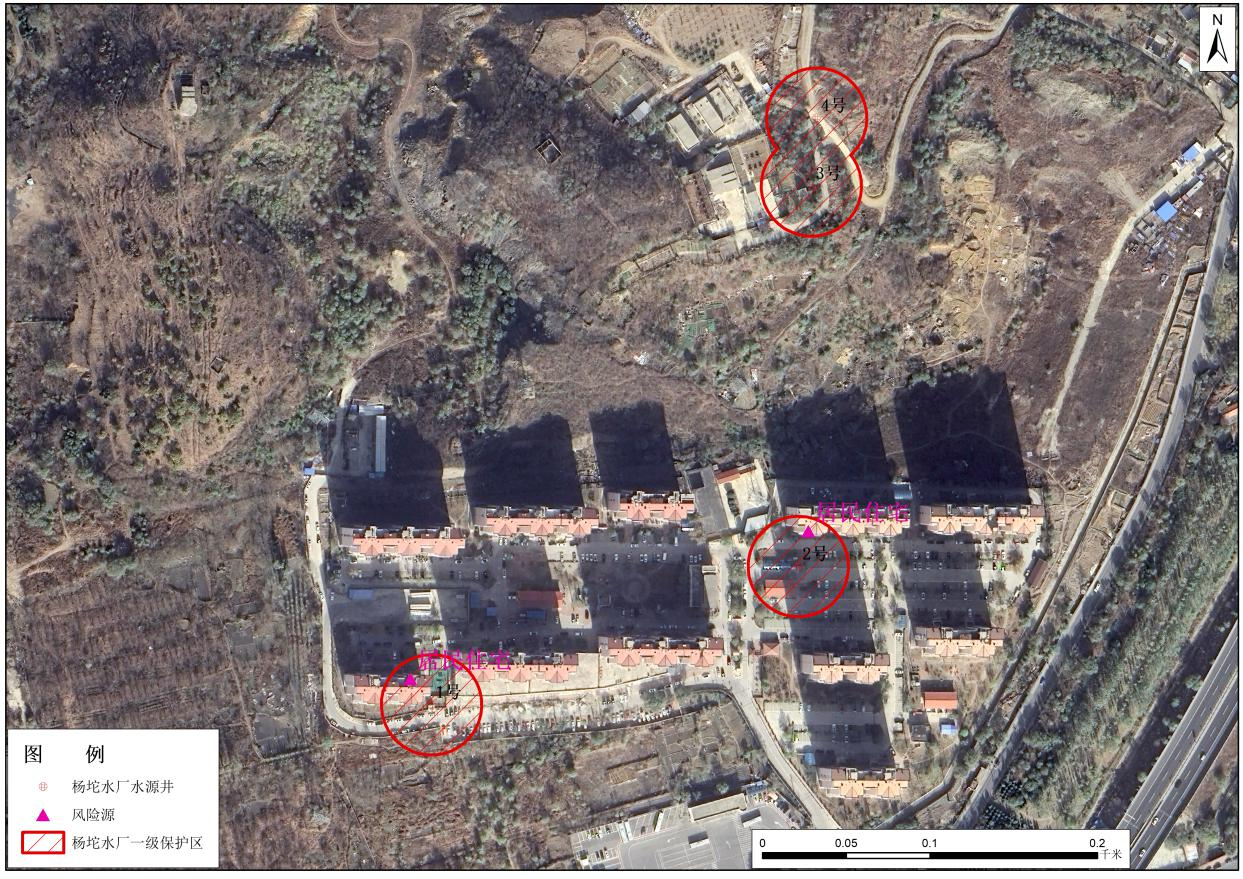 N
4号
3号
居民住宅
2号
居民住宅
1号
图 例
杨坨水厂水源井
风险源
杨坨水厂一级保护区
0 0.05 0.1 0.2
千米